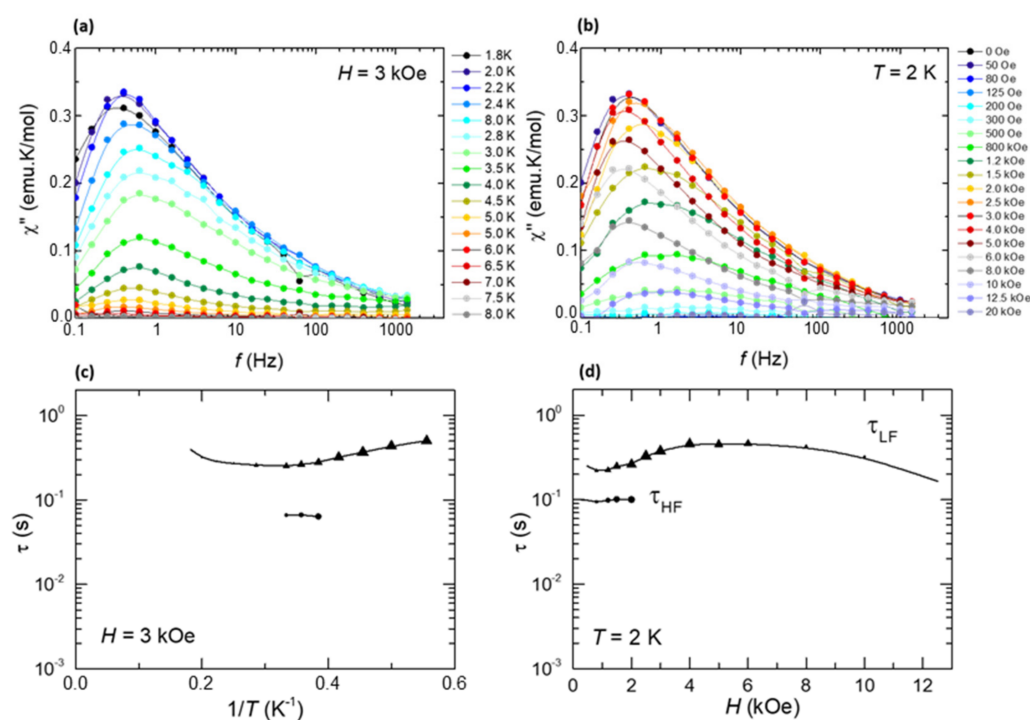 (a)
0.4
0.3
0.2
0.1
0.0
χ" (emu.K/mol)
H = 3 kOe
0.1
1
10
100
1000
f (Hz)
1.8K
2.0 K
2.2 K
2.4 K
8.0 K
2.8 K
3.0 K
3.5 K
4.0 K
4.5 K
5.0 K
5.0 K
6.0 K
6.5 K
7.0 K
7.5 K
8.0 K
(b)
0.4
0.3
0.2
0.1
0.0
χ" (emu.K/mol)
T = 2 K
0.1
1
10
100
1000
f (Hz)
0 Oe
50 Oe
80 Oe
125 Oe
200 Oe
300 Oe
500 Oe
800 kOe
1.2 kOe
1.5 kOe
2.0 kOe
2.5 kOe
3.0 kOe
4.0 kOe
5.0 kOe
6.0 kOe
8.0 kOe
10 kOe
12.5 kOe
20 kOe
(c)
10⁰
10⁻¹
10⁻²
10⁻³
τ (s)
H = 3 kOe
0.0
0.2
0.4
0.6
1/T (K⁻¹)
(d)
10⁰
10⁻¹
10⁻²
10⁻³
τ (s)
τLF
τHF
T = 2 K
0
2
4
6
8
10
12
H (kOe)